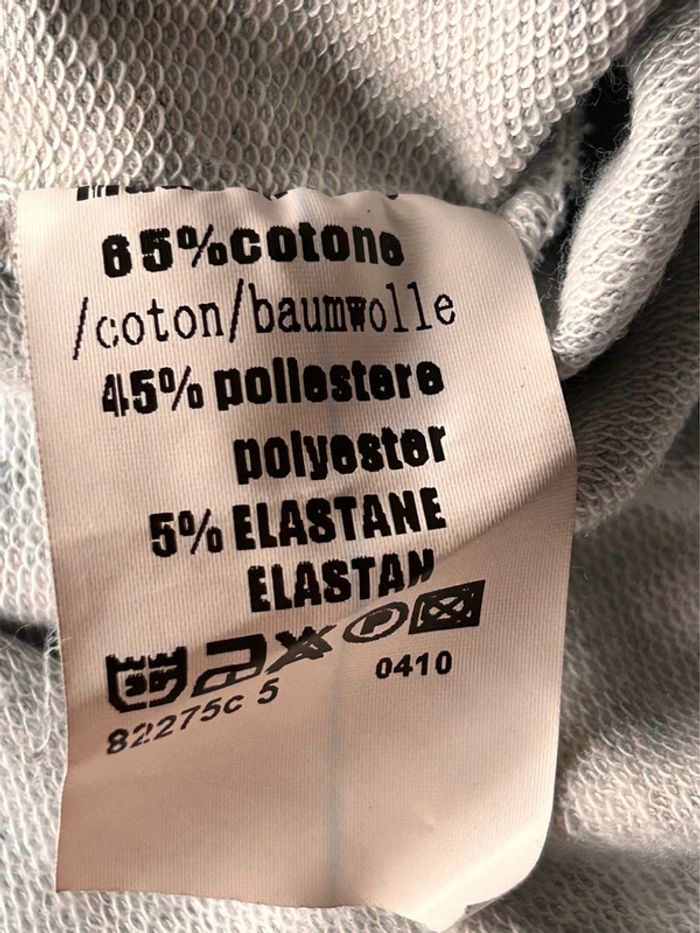 65%cotone
/coton/baumwolle
45% poliestere
polyester
5% ELASTANE
ELASTAN
0410
82275c 5